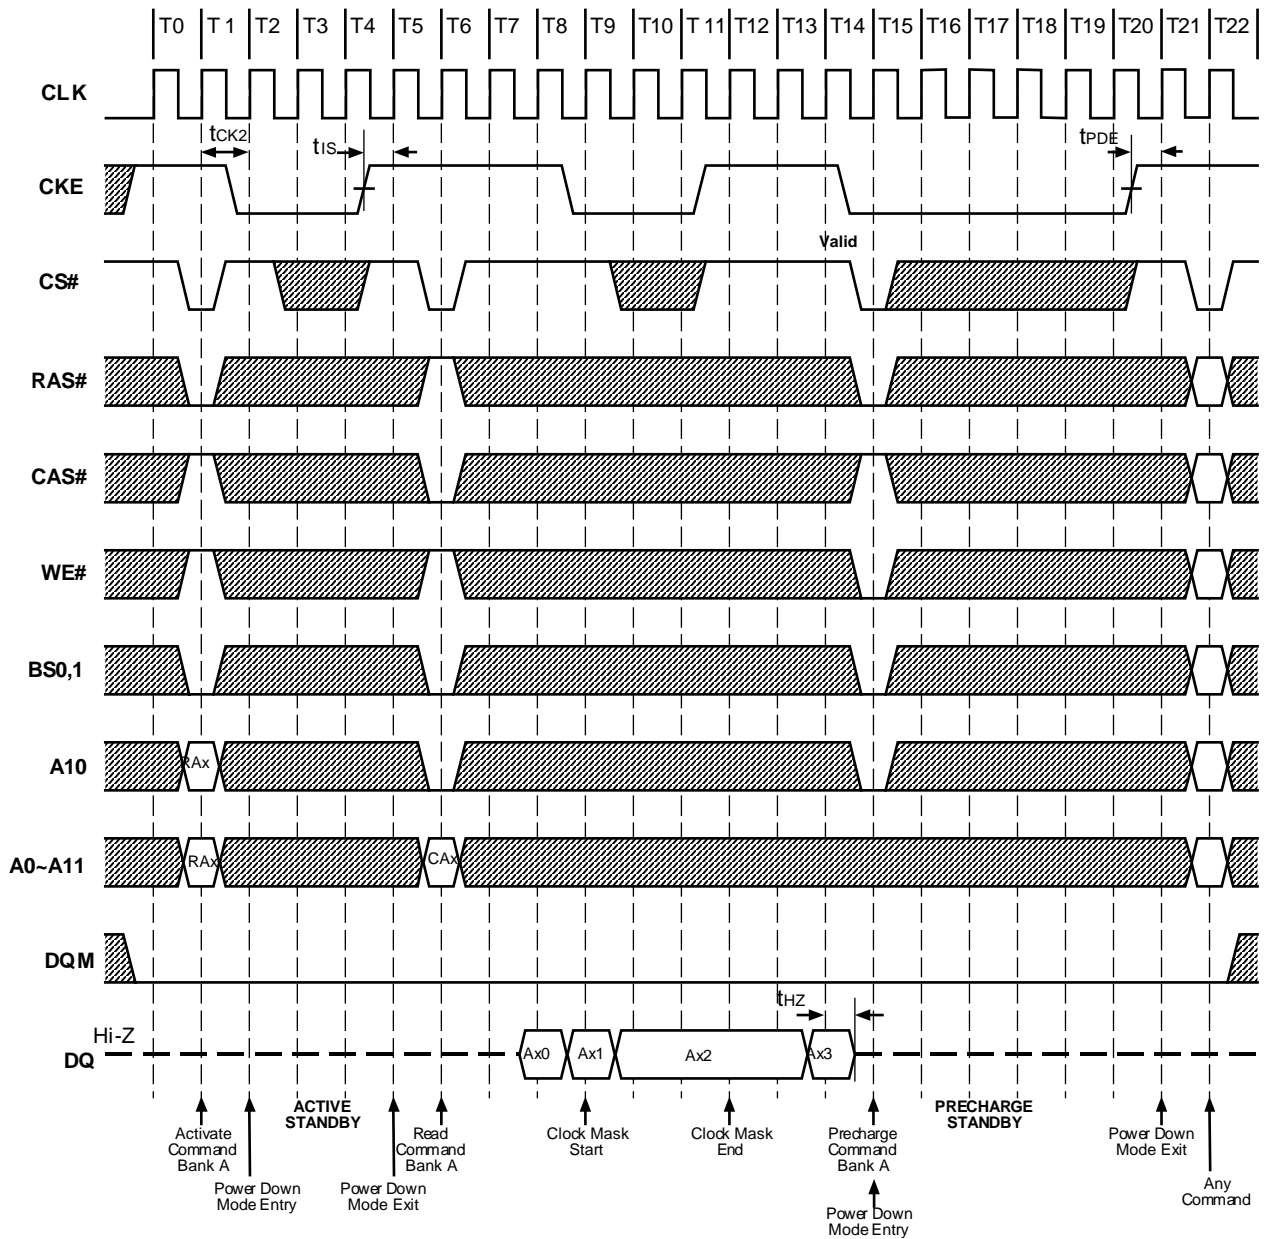 T0 T 1 T2 T3 T4 T5 T6 T7 T8 T9 T10 T 11 T12 T13 T14 T15 T16 T17 T18 T19 T20 T21 T22
CLK
tCK2
tIS
tPDE
CKE
Valid
CS#
RAS#
CAS#
WE#
BS0,1
A10
RAx
A0~A11
RAx
CAx
DQM
tHZ
Hi-Z
DQ
Ax0 Ax1 Ax2 Ax3
ACTIVE
STANDBY
PRECHARGE
STANDBY
Activate
Command
Bank A
Read
Command
Bank A
Clock Mask
Start
Clock Mask
End
Precharge
Command
Bank A
Power Down
Mode Exit
Power Down
Mode Entry
Power Down
Mode Exit
Any
Command
Power Down
Mode Entry